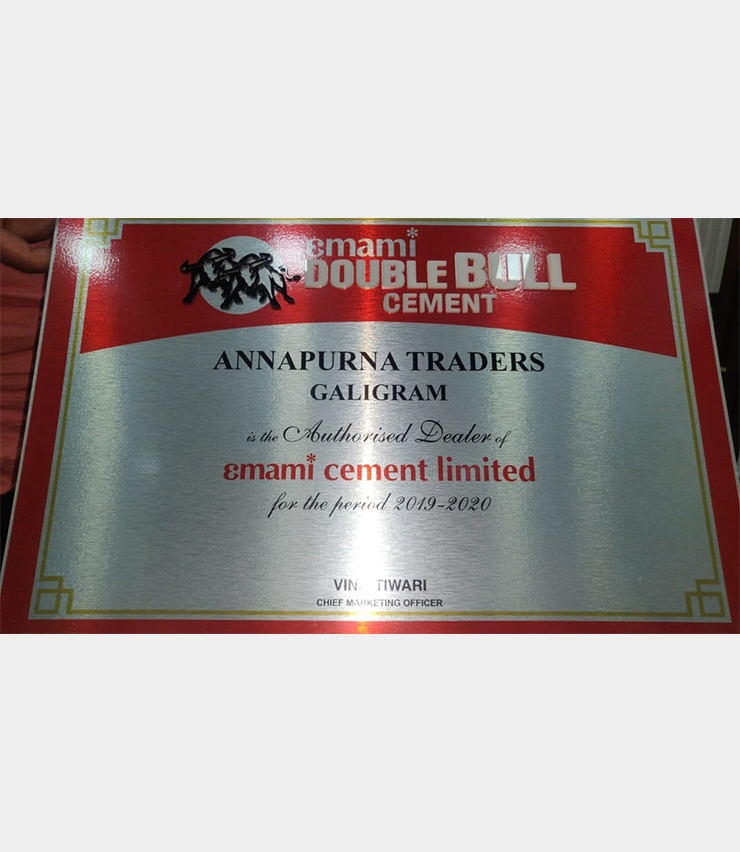 emami*
DOUBLE BULL
CEMENT
ANNAPURNA TRADERS
GALIGRAM
is the Authorised Dealer of
emami* cement limited
for the period 2019-2020
TIWARI
CHIEF MARKETING OFFICER